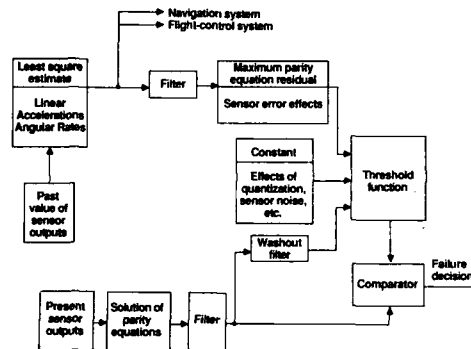 Navigation system
Flight-control system
Least square
estimate
Linear
Accelerations
Angular Rates
Filter
Maximum parity
equation residual
Sensor error effects
Constant
Effects of
quantization,
sensor noise,
etc.
Threshold
function
Past
value of
sensor
outputs
Washout
filter
Comparator
Failure
decision
Present
sensor
outputs
Solution of
parity
equations
Filter